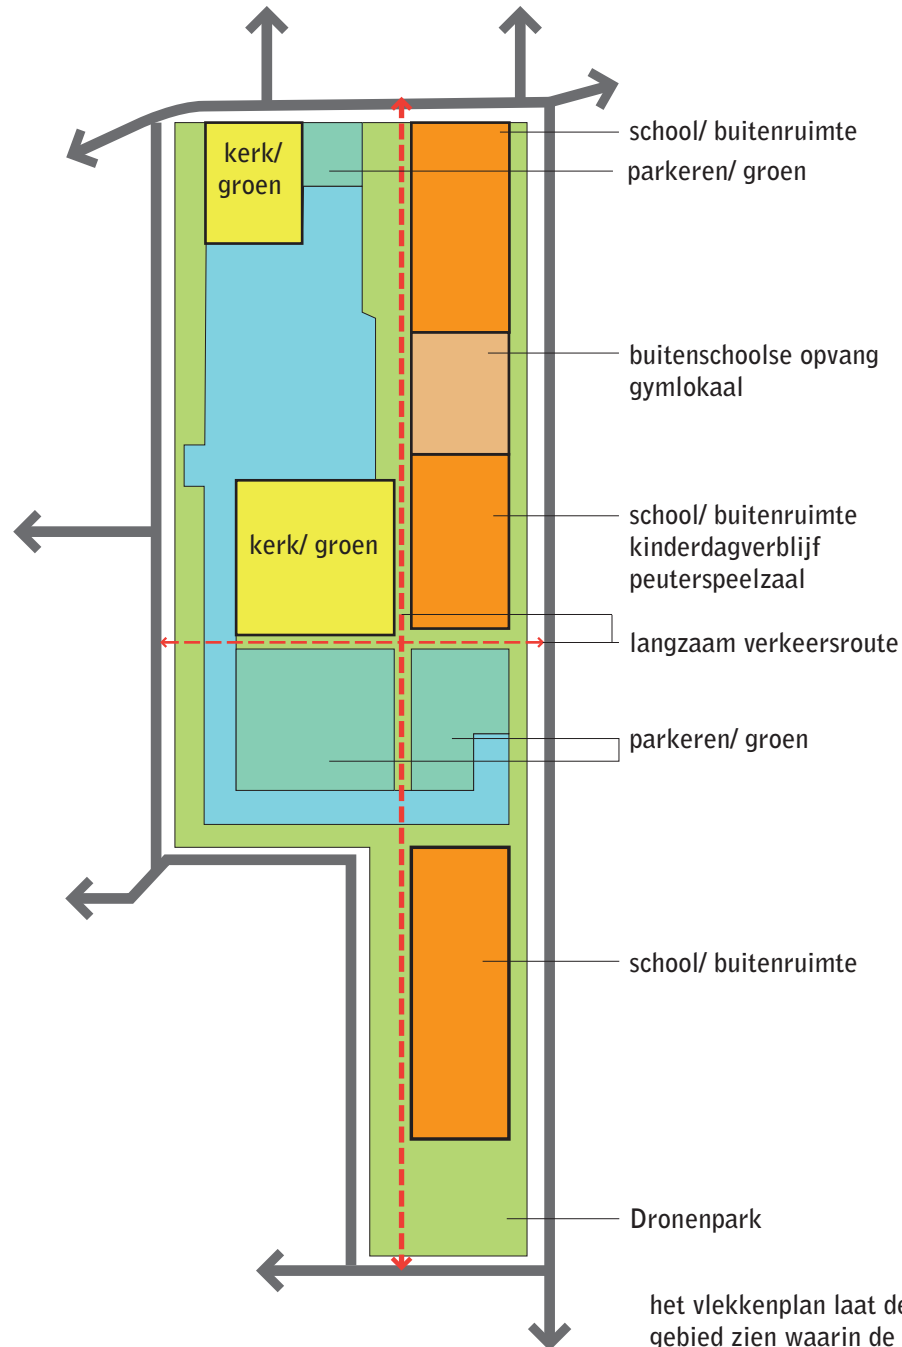 school/ buitenruimte
kerk/
groen
parkeren/ groen
buitenschoolse opvang
gymlokaal
school/ buitenruimte
kinderdagverblijf
peuterspeelzaal
kerk/ groen
langzaam verkeersroute
parkeren/ groen
school/ buitenruimte
Dronenpark
het vlekkenplan laat de
gebied zien waarin de